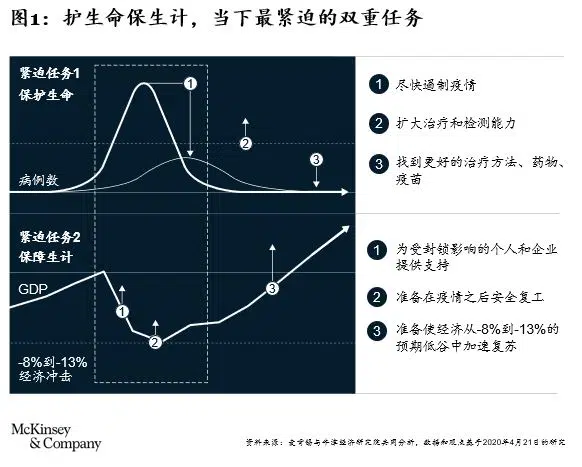 图1：护生命保生计，当下最紧迫的双重任务
紧迫任务1
保护生命
1
2
3
病例数
1 尽快遏制疫情
2 扩大治疗和检测能力
3 找到更好的治疗方法、药物、
疫苗
紧迫任务2
保障生计
GDP
1
2
3
-8%到-13%
经济冲击
1 为受封锁影响的个人和企业
提供支持
2 准备在疫情之后安全复工
3 准备使经济从-8%到-13%的
预期低谷中加速复苏
McKinsey
& Company
资料来源：麦肯锡与牛津经济研究院共同分析，数据和观点基于2020年4月21日的研究